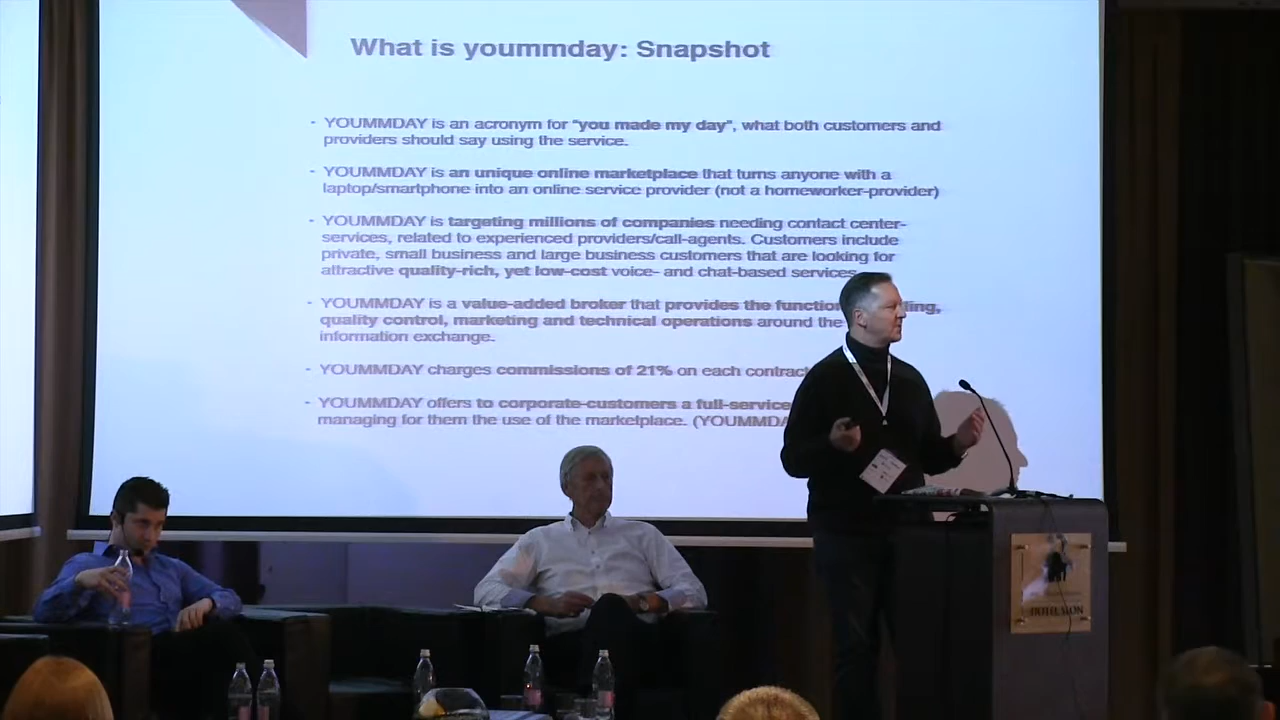 What is yoummday: Snapshot
- YOUMMDAY is an acronym for "you made my day", what both customers and
providers should say using the service.
- YOUMMDAY is an unique online marketplace that turns anyone with a
laptop/smartphone into an online service provider (not a homeworker-provider)
- YOUMMDAY is targeting millions of companies needing contact center-
services, related to experienced providers/call-agents. Customers include
private, small business and large business customers that are looking for
attractive quality-rich, yet low-cost voice- and chat-based services
- YOUMMDAY is a value-added broker that provides the
quality control, marketing and technical operations around the
information exchange.
- YOUMMDAY charges commissions of 21% on each
- YOUMMDAY offers to corporate-customers a full-service
managing for them the use of the marketplace.
HOTEL SLON